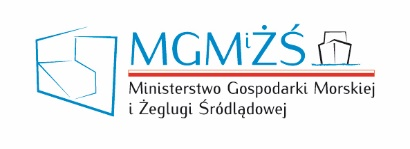 MGMiŻŚ
Ministerstwo Gospodarki Morskiej
i Żeglugi Śródlądowej